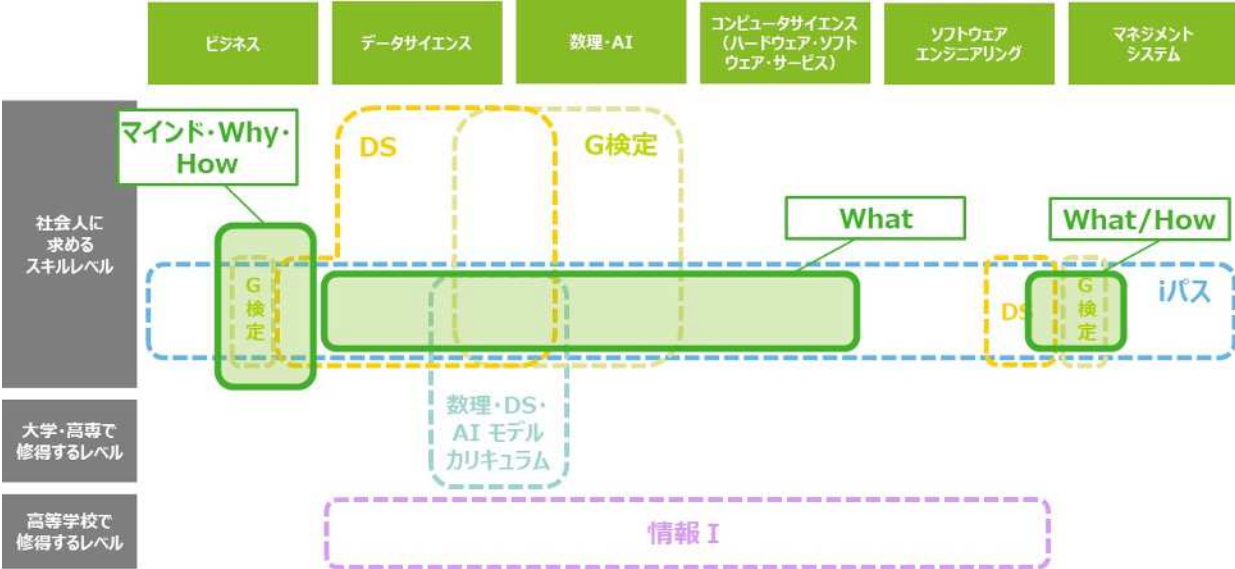 ビジネス
データサイエンス
数理・AI
コンピュータサイエンス
(ハードウェア・ソフト
ウェア・サービス)
ソフトウェア
エンジニアリング
マネジメント
システム
社会人に
求める
スキルレベル
マインド・Why・
How
DS
G検定
What
What/How
G
検
定
DS
G
検
定
iパス
大学・高専で
修得するレベル
数理・DS・
AI モデル
カリキュラム
高等学校で
修得するレベル
情報 I